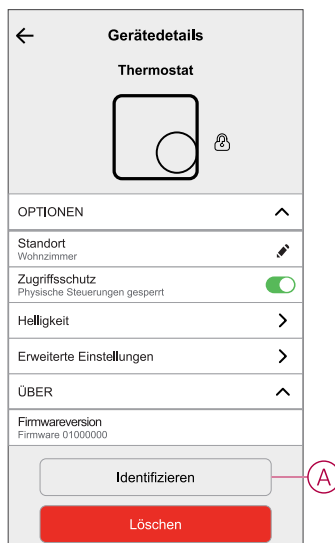 Gerätedetails
Thermostat
OPTIONEN
Standort
Wohnzimmer
Zugriffsschutz
Physische Steuerungen gesperrt
Helligkeit
Erweiterte Einstellungen
ÜBER
Firmwareversion
Firmware 01000000
Identifizieren
A
Löschen